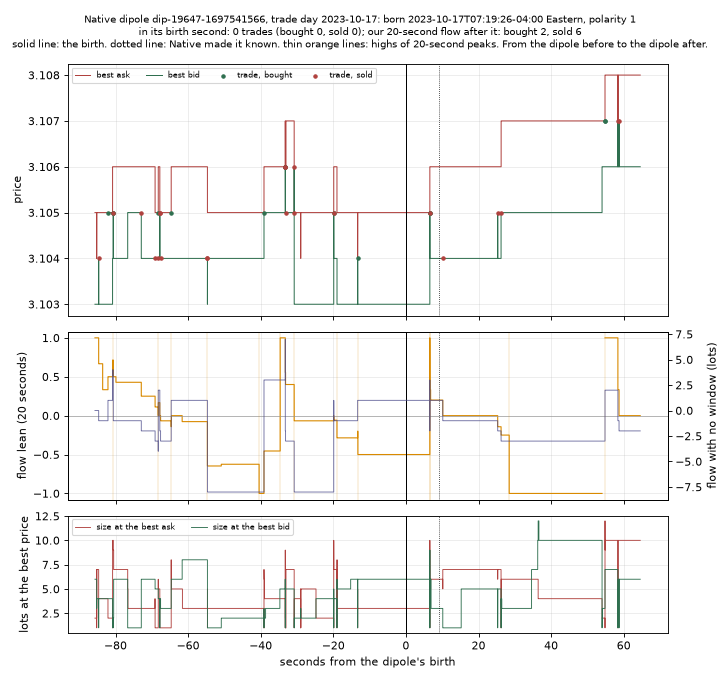 Native dipole dip-19647-1697541566, trade day 2023-10-17: born 2023-10-17T07:19:26-04:00 Eastern, polarity 1
in its birth second: 0 trades (bought 0, sold 0); our 20-second flow after it: bought 2, sold 6
solid line: the birth. dotted line: Native made it known. thin orange lines: highs of 20-second peaks. From the dipole before to the dipole after.
best ask
best bid
trade, bought
trade, sold
3.108
3.107
3.106
3.105
3.104
3.103
price
1.0
0.5
0.0
−0.5
−1.0
flow lean (20 seconds)
7.5
5.0
2.5
0.0
−2.5
−5.0
−7.5
flow with no window (lots)
size at the best ask
size at the best bid
12.5
10.0
7.5
5.0
2.5
lots at the best price
−80
−60
−40
−20
0
20
40
60
seconds from the dipole's birth